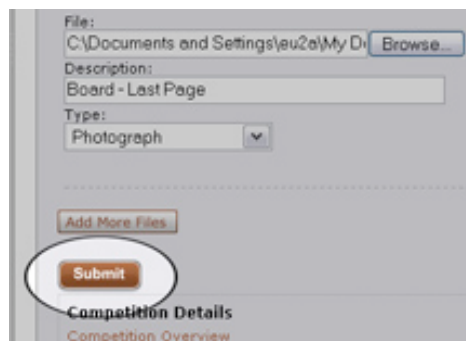 File:
C:\Documents and Settings\eu2a\My D Browse...
Description:
Board - Last Page
Type:
Photograph
Add More Files
Submit
Competition Details
Competition Overview